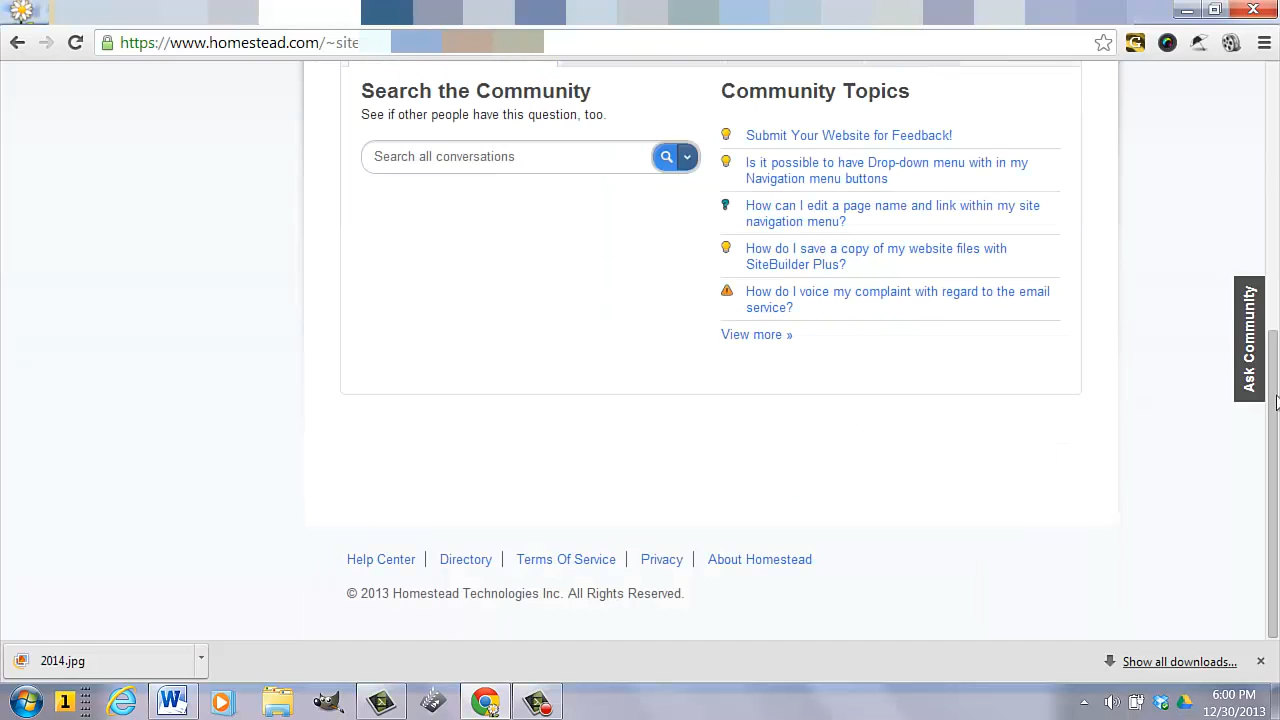 https://www.homestead.com/~site
Search the Community
See if other people have this question, too.
Search all conversations
Community Topics
Submit Your Website for Feedback!
Is it possible to have Drop-down menu with in my
Navigation menu buttons
How can I edit a page name and link within my site
navigation menu?
How do I save a copy of my website files with
SiteBuilder Plus?
How do I voice my complaint with regard to the email
service?
View more »
Ask Community
Help Center
Directory
Terms Of Service
Privacy
About Homestead
© 2013 Homestead Technologies Inc. All Rights Reserved.
2014.jpg
Show all downloads...
1
6:00 PM
12/30/2013